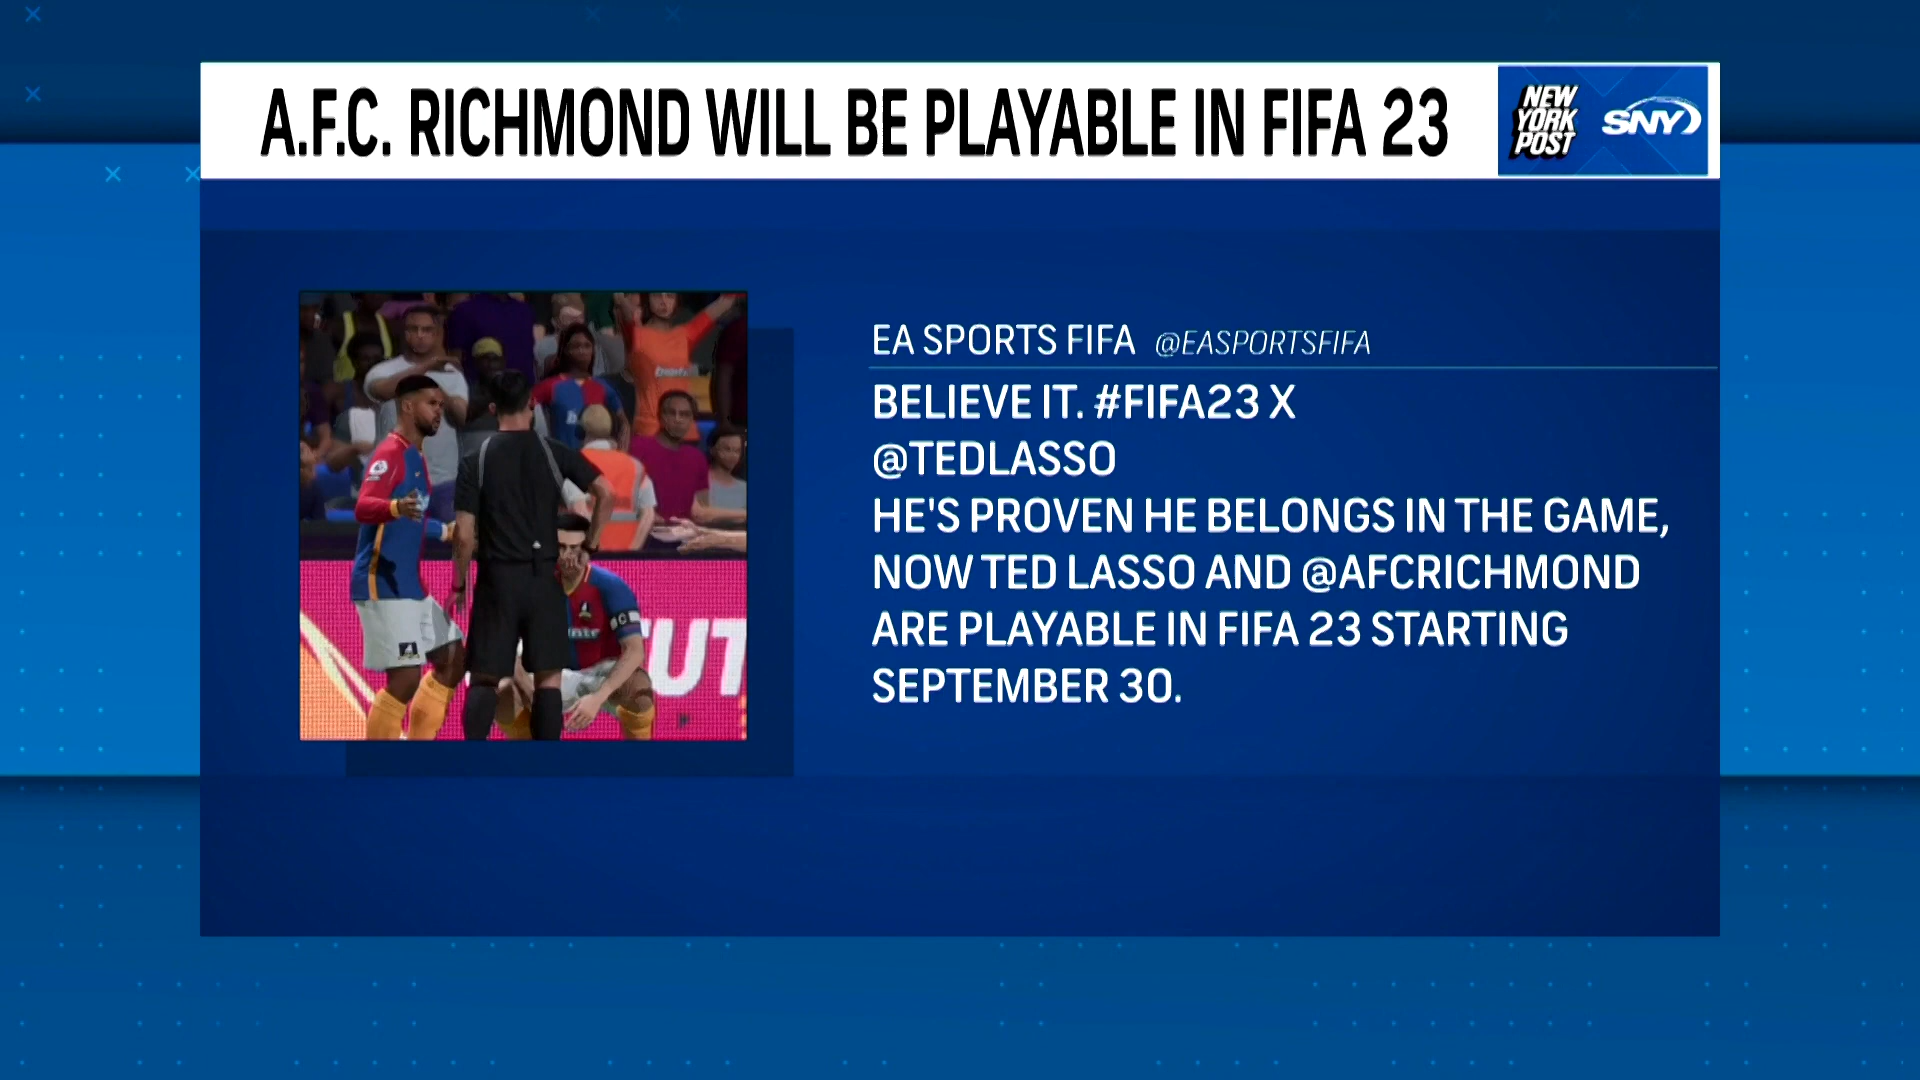 A.F.C. RICHMOND WILL BE PLAYABLE IN FIFA 23
NEW
YORK
POST
SNY
EA SPORTS FIFA @EASPORTSFIFA
BELIEVE IT. #FIFA23 X
@TEDLASSO
HE'S PROVEN HE BELONGS IN THE GAME,
NOW TED LASSO AND @AFCRICHMOND
ARE PLAYABLE IN FIFA 23 STARTING
SEPTEMBER 30.
C
FUT